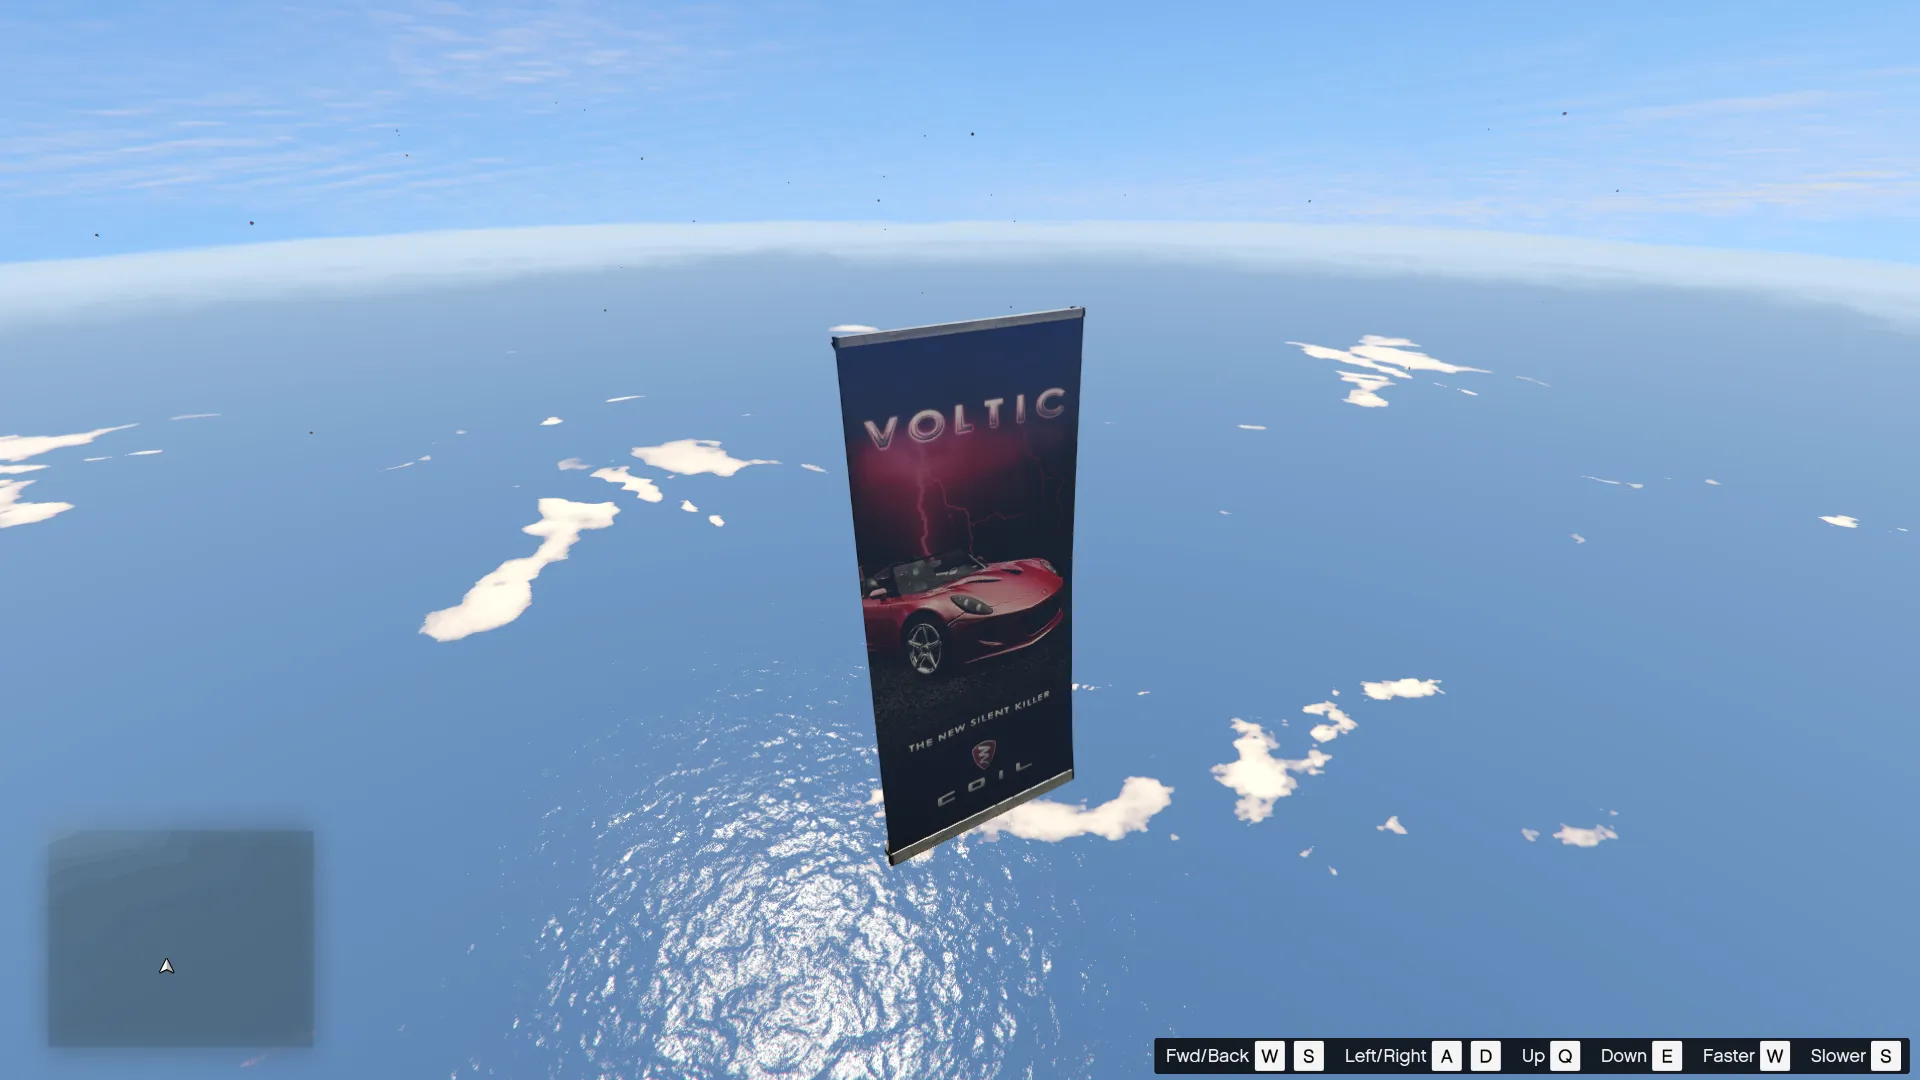 VOLTIC
THE NEW SILENT KILLER
COIL
Fwd/Back W S Left/Right A D Up Q Down E Faster W Slower S